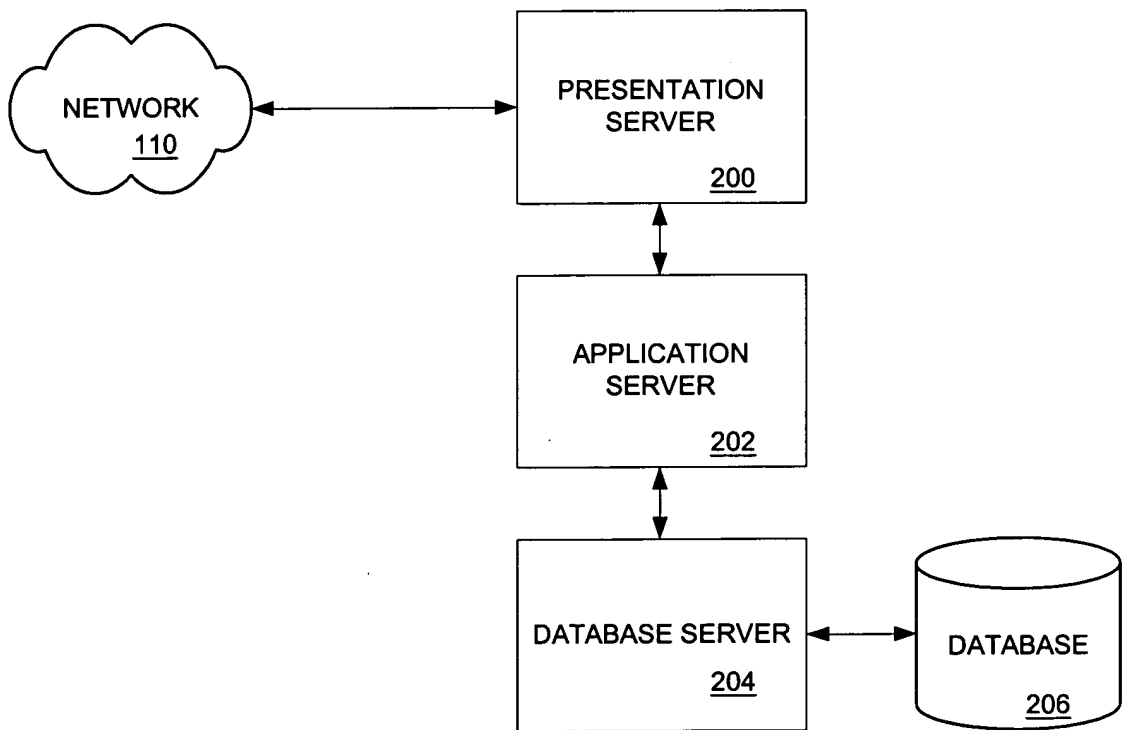 NETWORK
110
PRESENTATION
SERVER
200
APPLICATION
SERVER
202
DATABASE SERVER
204
DATABASE
206